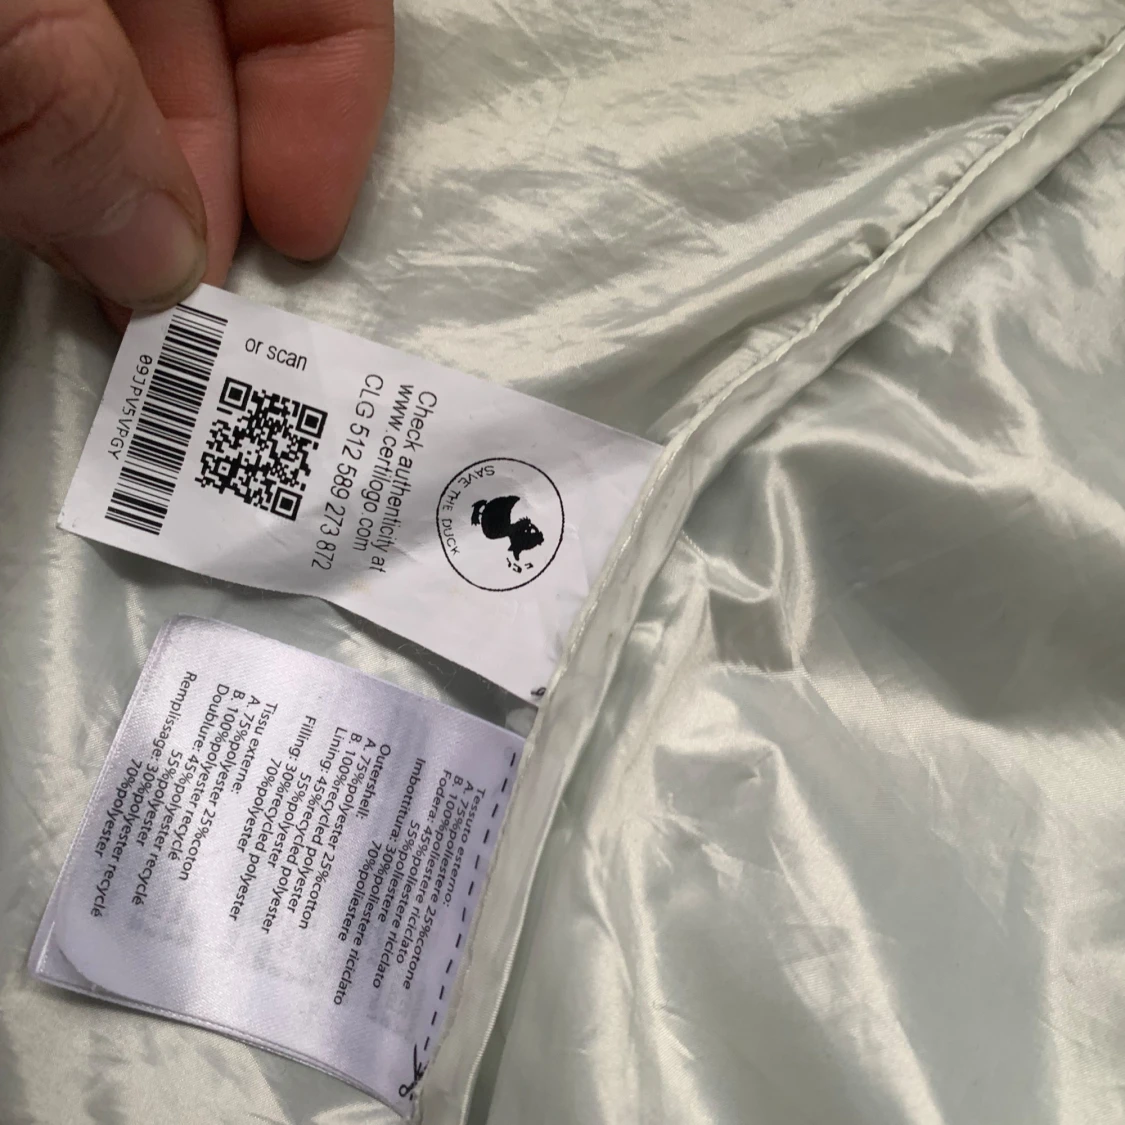 SAVE THE DUCK
Check authenticity at
www.certilogo.com
CLG 512 589 273 872
or scan
09JPV5VPGY
Tessuto esterno:
A. 75%poliestere 25%cotone
B. 100%poliestere
Fodera: 45%poliestere riciclato
55%poliestere
Imbottitura: 30%poliestere
70%poliestere riciclato
Outershell:
A. 75%polyester 25%cotton
B. 100%recycled polyester
Lining: 45%recycled polyester
55%polyester
Filling: 30%recycled polyester
70%polyester
Tissu externe:
A. 75%polyester 25%coton
B. 100%polyester recyclé
Doublure: 45%polyester recyclé
55%polyester
Remplissage: 30%polyester
70%polyester recyclé